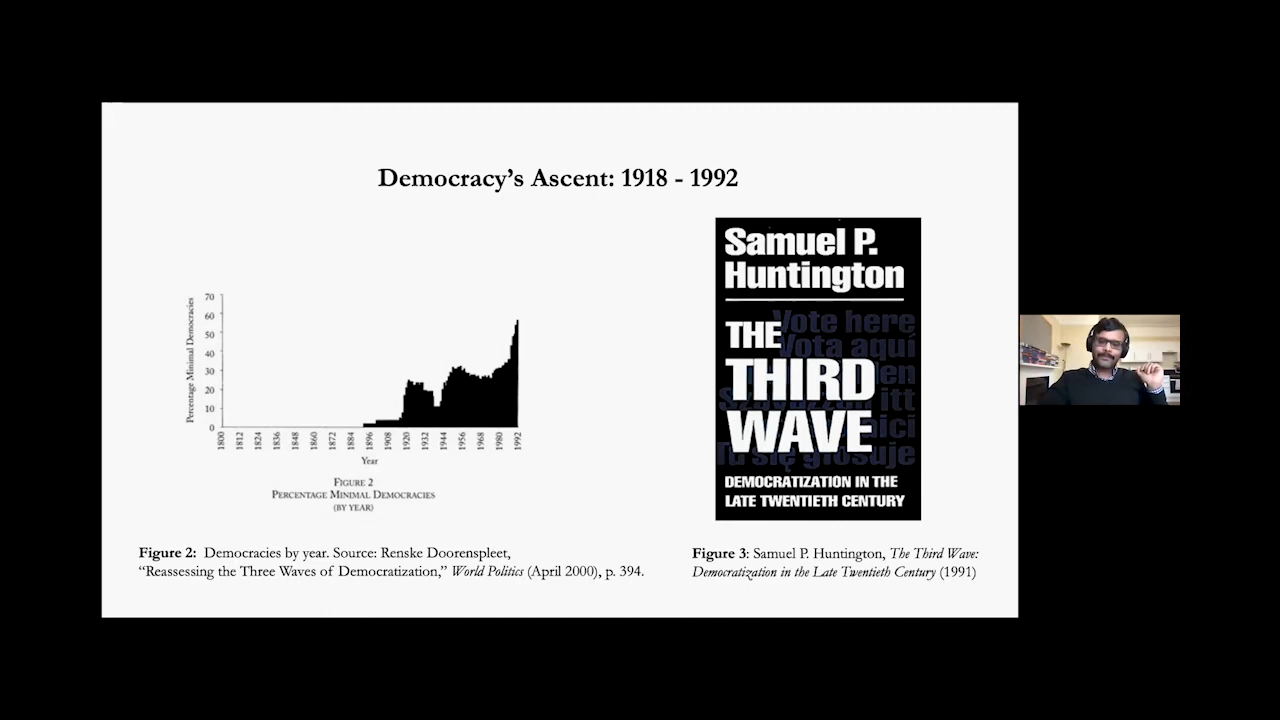 Democracy's Ascent: 1918 - 1992
Percentage Minimal Democracies
70
60
50
40
30
20
10
0
1800
1812
1824
1836
1848
1860
1872
1884
1896
1908
1920
1932
1944
1956
1968
1980
1992
Year
FIGURE 2
PERCENTAGE MINIMAL DEMOCRACIES
(BY YEAR)
Figure 2: Democracies by year. Source: Renske Doorenspleet,
“Reassessing the Three Waves of Democratization,” World Politics (April 2000), p. 394.
Samuel P.
Huntington
Vote here
Vota aquí
THE
THIRD
WAVE
Tu się głosuje
DEMOCRATIZATION IN THE
LATE TWENTIETH CENTURY
Figure 3: Samuel P. Huntington, The Third Wave:
Democratization in the Late Twentieth Century (1991)